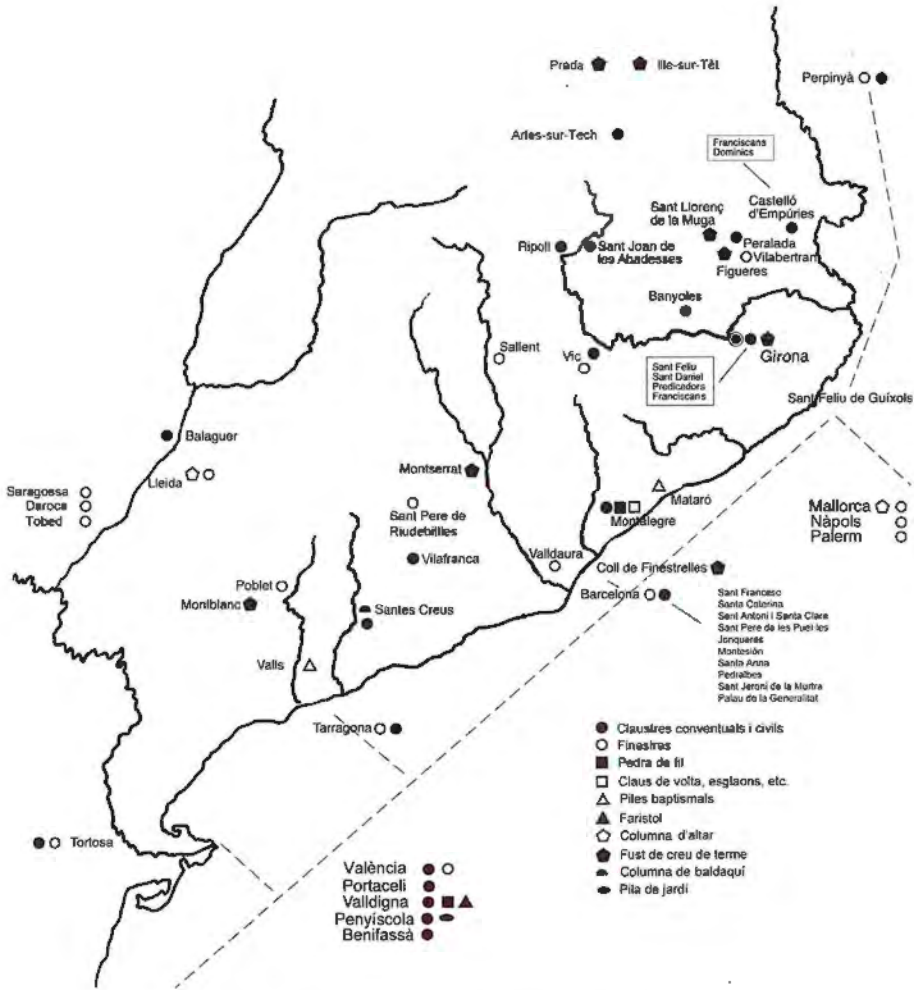 Prada
Ille-sur-Têt
Perpinyà
Arles-sur-Tech
Franciscans
Dominics
Castelló
d'Empúries
Sant Llorenç
de la Muga
Peralada
Vilabertran
Figueres
Ripoll
Sant Joan de
les Abadesses
Banyoles
Sallent
Vic
Girona
Sant Feliu
Sant Daniel
Predicadors
Franciscans
Sant Feliu de Guíxols
Balaguer
Lleida
Montserrat
Saragossa
Daroca
Tobed
Sant Pere de
Riudebitlles
Mataró
Montalegre
Mallorca
Nàpols
Palerm
Vilafranca
Valldaura
Coll de Finestrelles
Poblet
Montblanc
Santes Creus
Barcelona
Sant Francesc
Santa Caterina
Sant Antoni i Santa Clara
Sant Pere de les Puel·les
Jonqueres
Montesión
Santa Anna
Pedralbes
Sant Jeroni de la Murtra
Palau de la Generalitat
Valls
Tarragona
Claustres conventuals i civils
Finestres
Pedra de fil
Claus de volta, esglaons, etc.
Piles baptismals
Faristol
Columna d'altar
Fust de creu de terme
Columna de baldaquí
Pila de jardí
Tortosa
València
Portaceli
Valldigna
Penyíscola
Benifassà